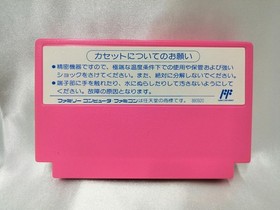 カセットについてのお願い
●精密機器ですので、極端な温度条件下での使用や保管および強い
ショックをさけてください。また、絶対に分解しないでください。
●端子部に手を触れたり、水にぬらしたりして汚さないようにしてく
ださい。故障の原因となります。
ファミリー コンピュータ ファミコンは任天堂の商標です。
FF